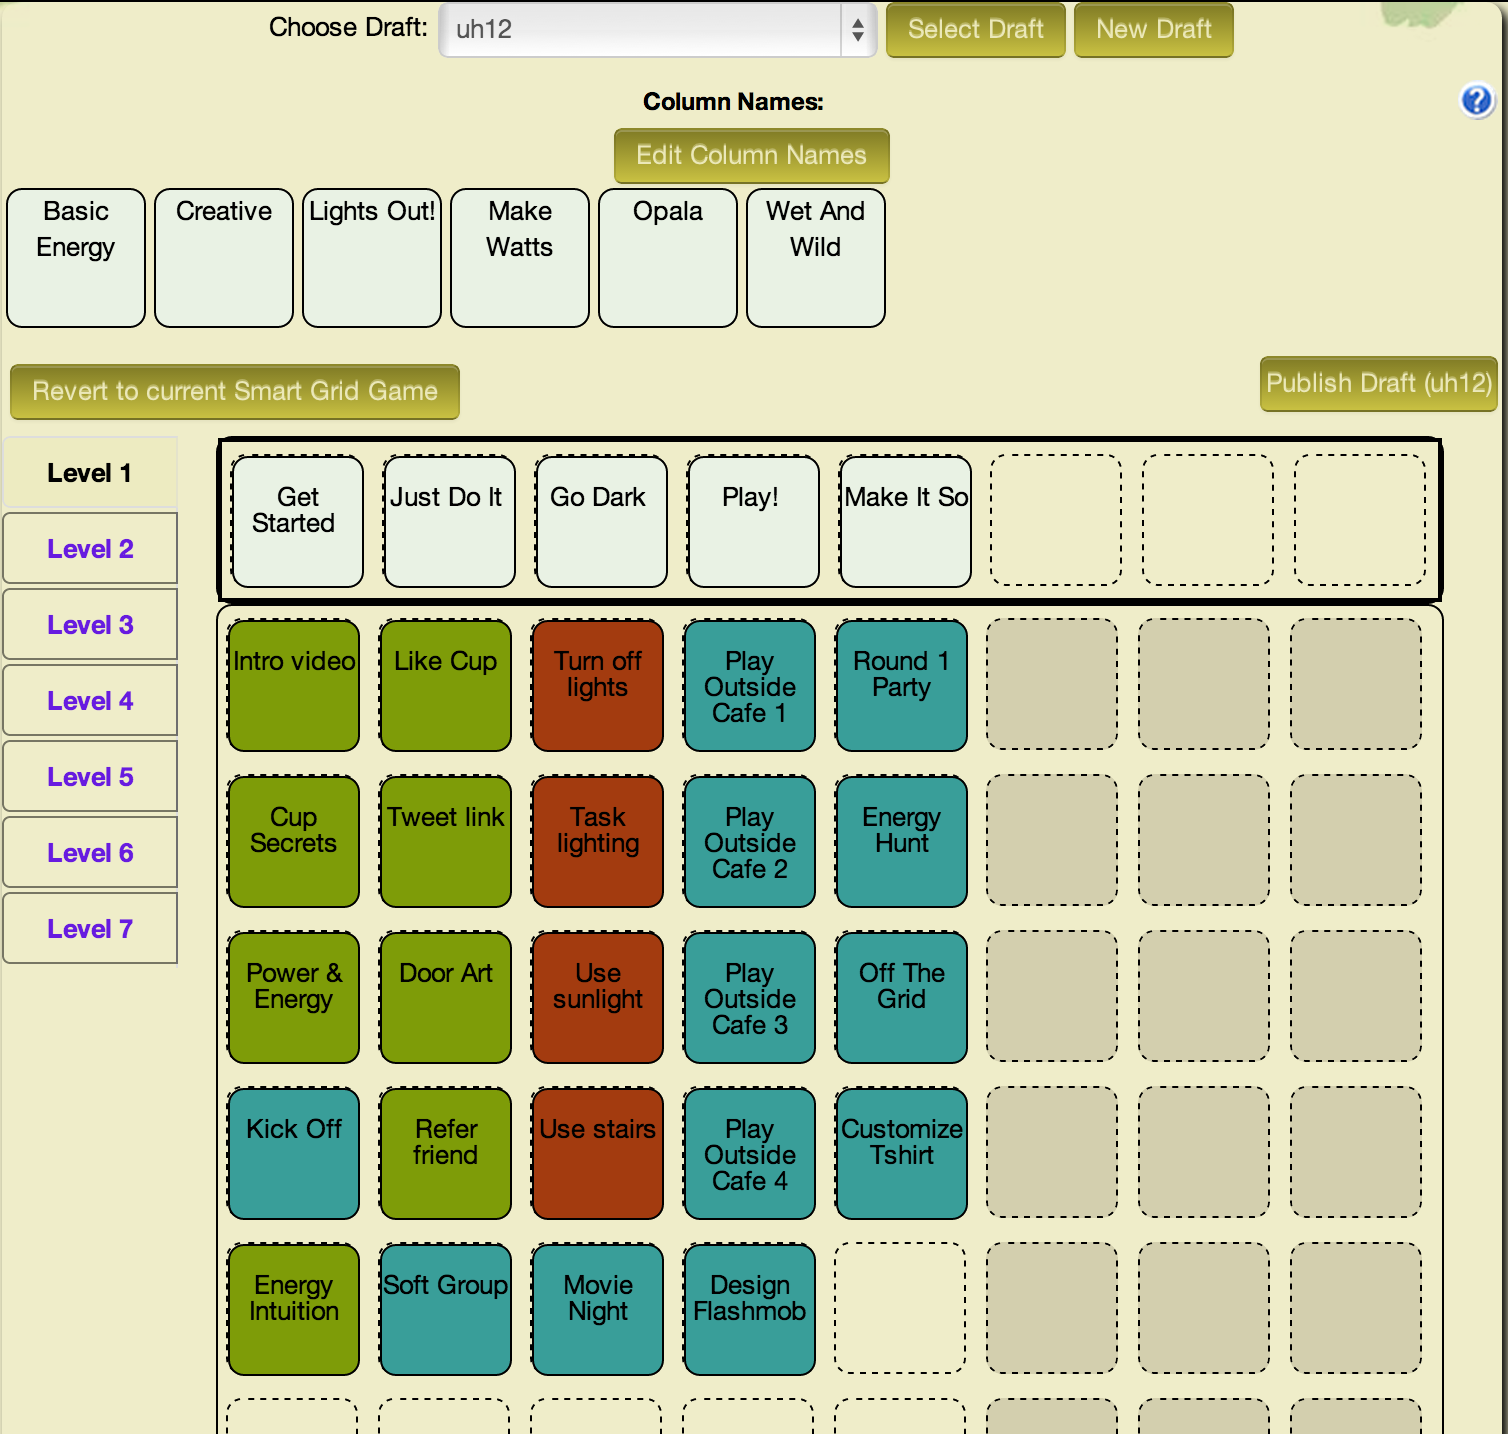 Choose Draft: uh12 Select Draft New Draft
Column Names:
?
Edit Column Names
Basic Energy
Creative
Lights Out!
Make Watts
Opala
Wet And Wild
Revert to current Smart Grid Game
Publish Draft (uh12)
Level 1
Level 2
Level 3
Level 4
Level 5
Level 6
Level 7
Get
Started
Just Do It
Go Dark
Play!
Make It So
Intro video
Like Cup
Turn off
lights
Play
Outside
Cafe 1
Round 1
Party
Cup
Secrets
Tweet link
Task
lighting
Play
Outside
Cafe 2
Energy
Hunt
Power &
Energy
Door Art
Use
sunlight
Play
Outside
Cafe 3
Off The
Grid
Kick Off
Refer
friend
Use stairs
Play
Outside
Cafe 4
Customize
Tshirt
Energy
Intuition
Soft Group
Movie
Night
Design
Flashmob